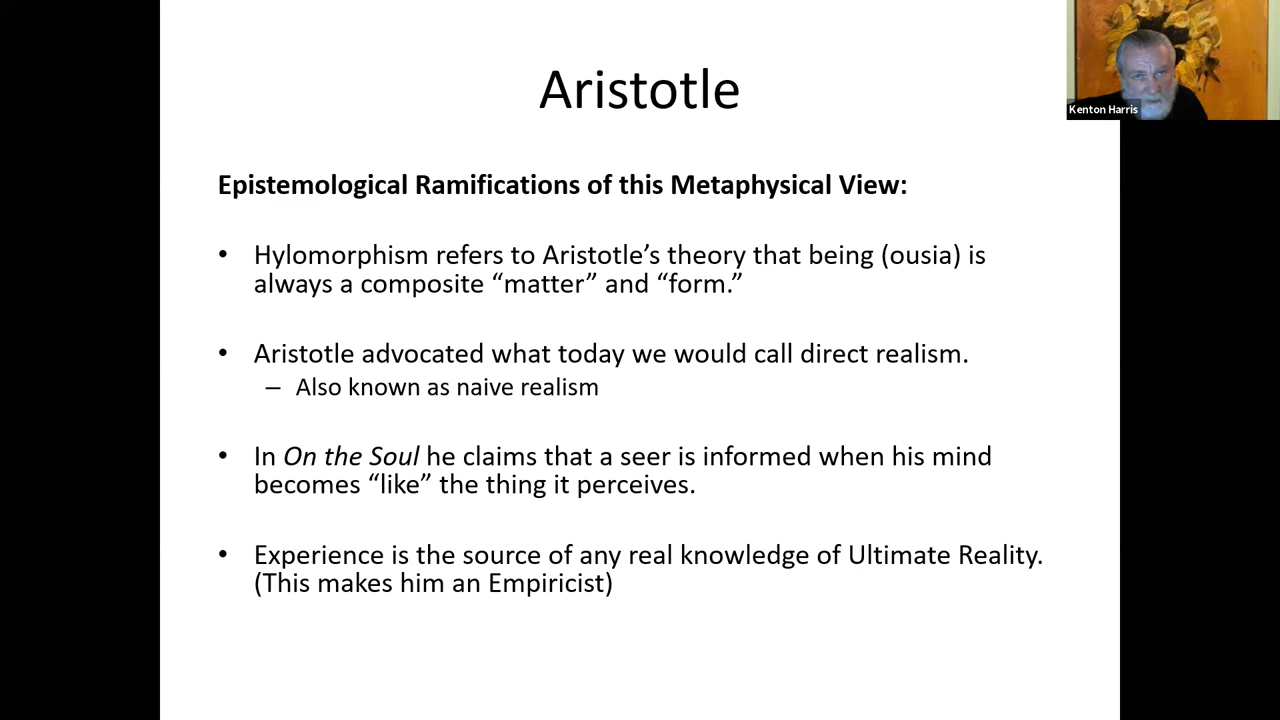 Aristotle
Kenton Harris
Epistemological Ramifications of this Metaphysical View:
• Hylomorphism refers to Aristotle’s theory that being (ousia) is
always a composite “matter” and “form.”
• Aristotle advocated what today we would call direct realism.
– Also known as naive realism
• In On the Soul he claims that a seer is informed when his mind
becomes “like” the thing it perceives.
• Experience is the source of any real knowledge of Ultimate Reality.
(This makes him an Empiricist)